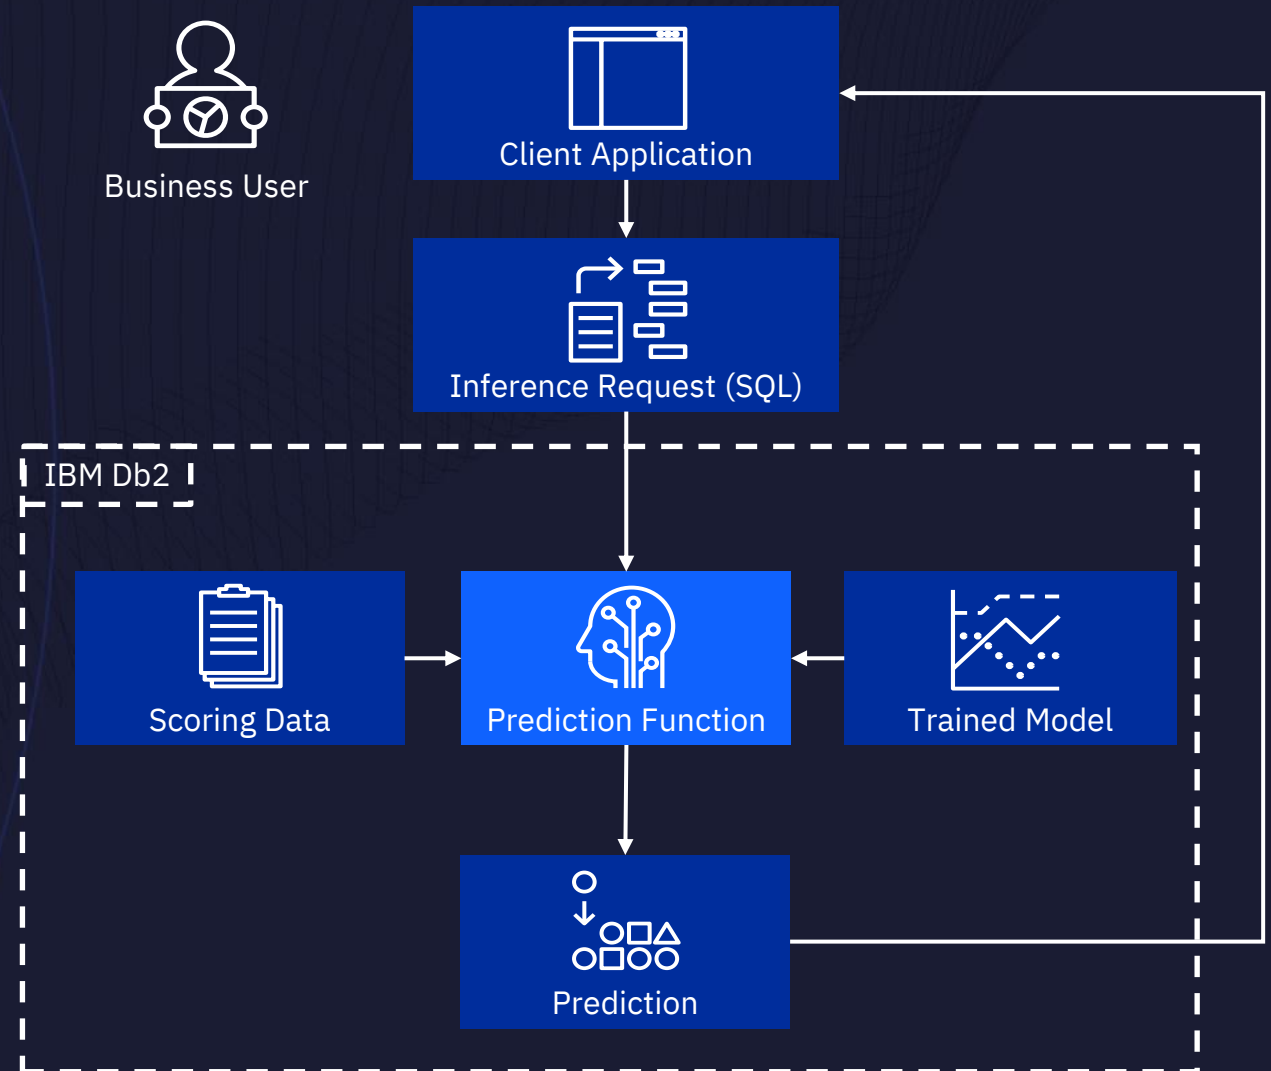 Client Application
Business User
Inference Request (SQL)
IBM Db2
Scoring Data
Prediction Function
Trained Model
Prediction